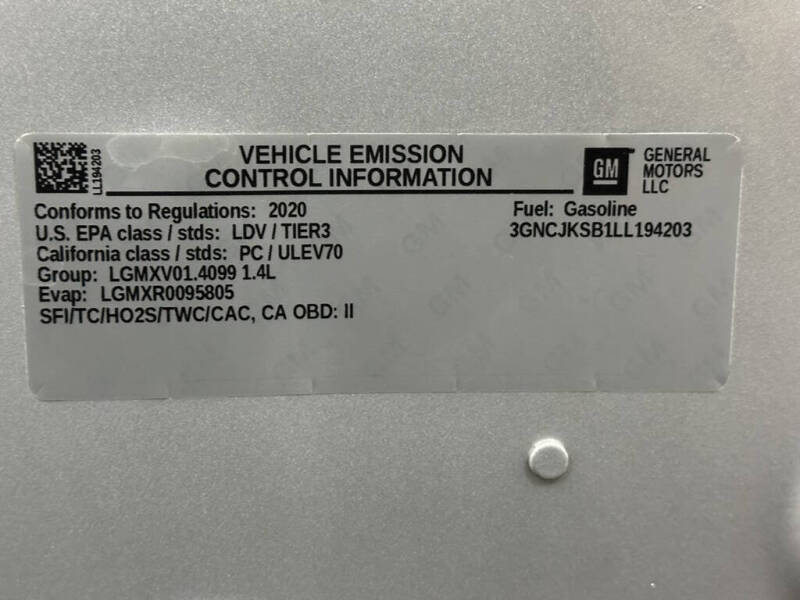 VEHICLE EMISSION
CONTROL INFORMATION
LL194203
GM
GENERAL
MOTORS
LLC
Conforms to Regulations: 2020
Fuel: Gasoline
U.S. EPA class / stds: LDV / TIER3
3GNCJKSB1LL194203
California class / stds: PC / ULEV70
Group: LGMXV01.4099 1.4L
Evap: LGMXR0095805
SFI/TC/HO2S/TWC/CAC, CA OBD: II